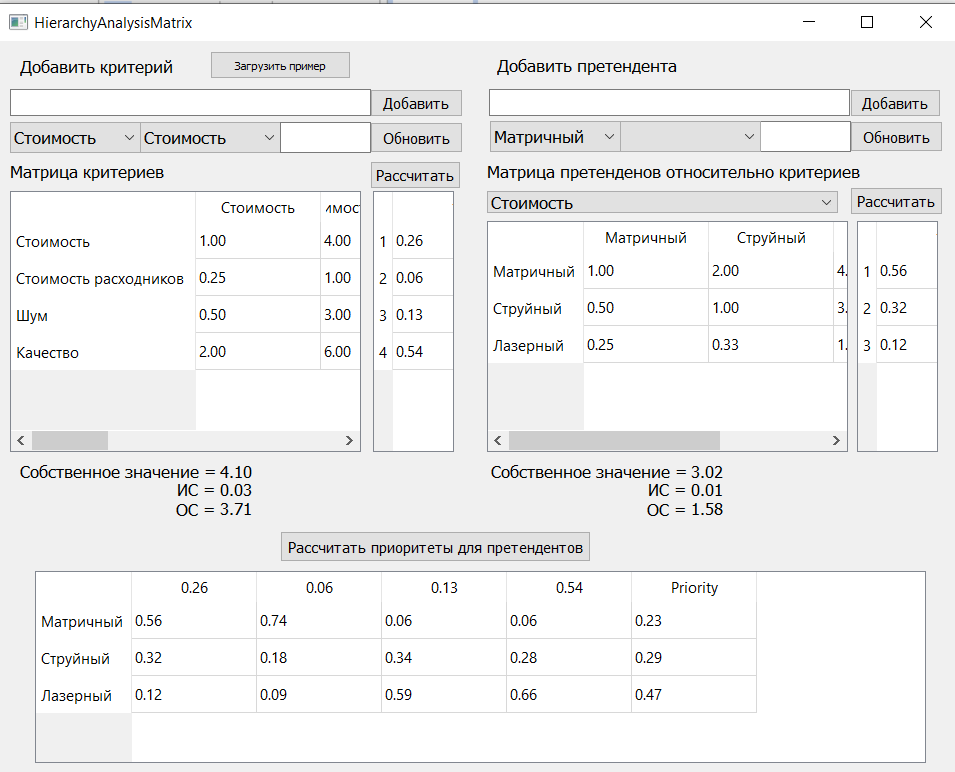 HierarchyAnalysisMatrix
Добавить критерий Загрузить пример Добавить претендента
Добавить Добавить
Стоимость Стоимость Обновить Матричный Обновить
Матрица критериев Рассчитать Матрица претенденов относительно критериев
Стоимость Рассчитать
Стоимость имос
Стоимость 1.00 4.00 1 0.26
Стоимость расходников 0.25 1.00 2 0.06
Шум 0.50 3.00 3 0.13
Качество 2.00 6.00 4 0.54
Матричный Струйный
Матричный 1.00 2.00 4. 1 0.56
Струйный 0.50 1.00 3. 2 0.32
Лазерный 0.25 0.33 1. 3 0.12
Собственное значение = 4.10
ИС = 0.03
ОС = 3.71
Собственное значение = 3.02
ИС = 0.01
ОС = 1.58
Рассчитать приоритеты для претендентов
0.26 0.06 0.13 0.54 Priority
Матричный 0.56 0.74 0.06 0.06 0.23
Струйный 0.32 0.18 0.34 0.28 0.29
Лазерный 0.12 0.09 0.59 0.66 0.47